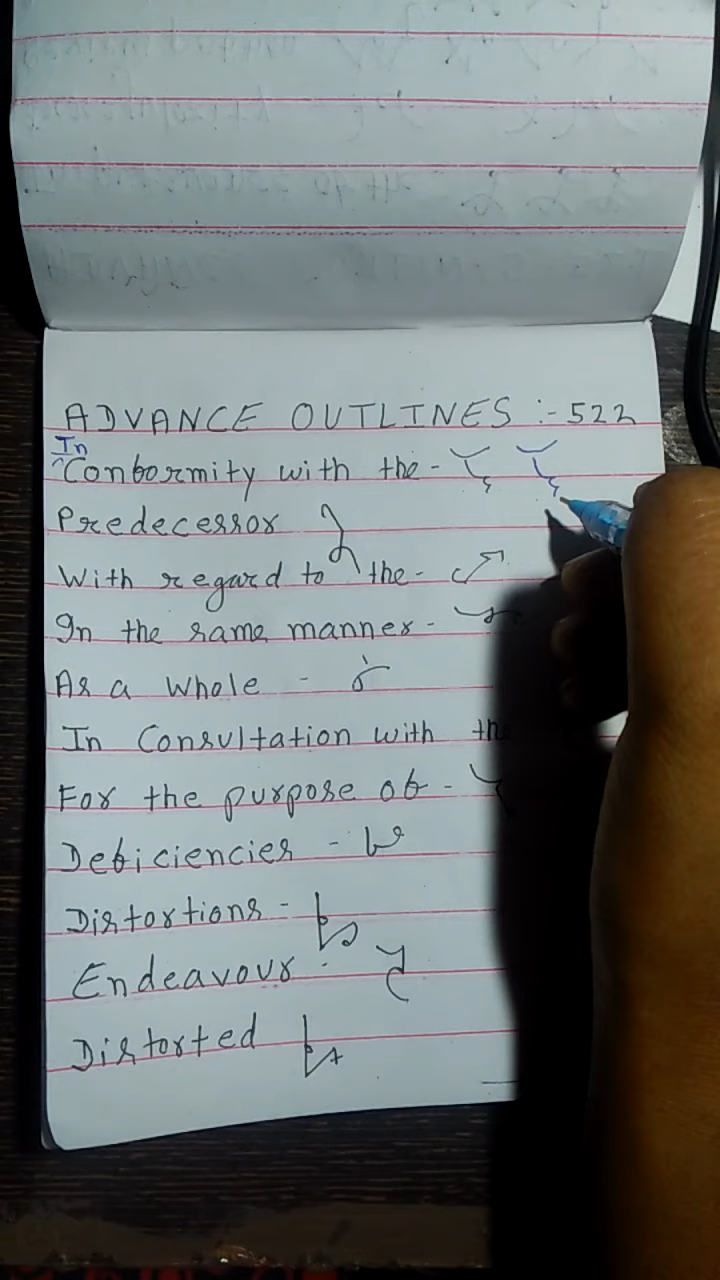 ADVANCE OUTLINES :- 522
In
^Conformity with the -
Predecessor
With regard to the -
In the same manner -
As a whole -
In Consultation with the
For the purpose of -
Deficiencies -
Distortions -
Endeavour -
Distorted